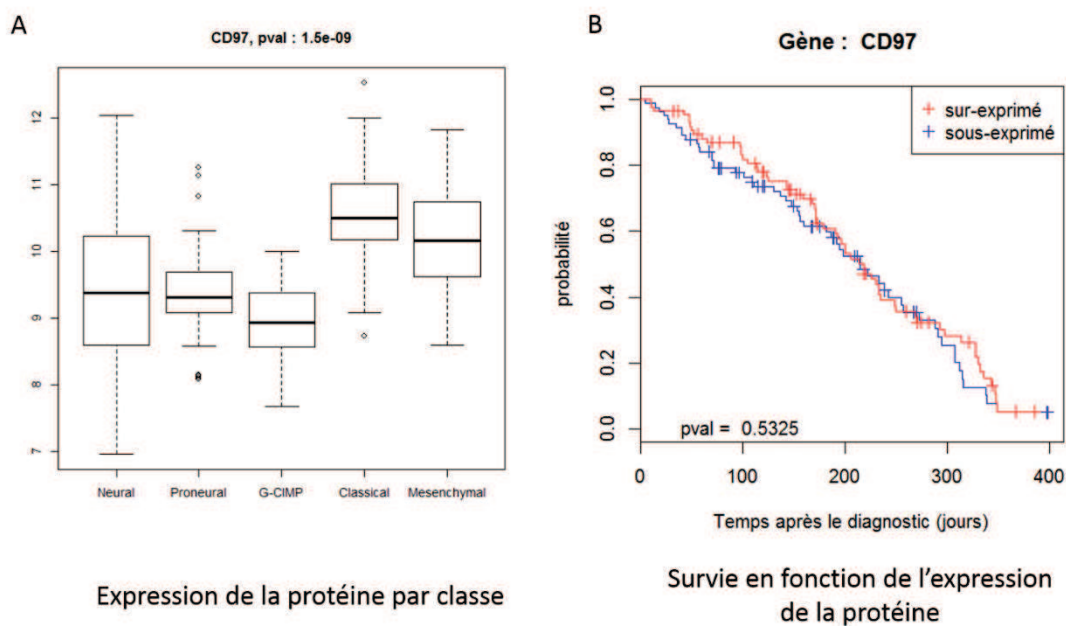 A
CD97, pval : 1.5e-09
12
11
10
9
8
7
Neural Proneural G-CIMP Classical Mesenchymal
Expression de la protéine par classe
B
Gène : CD97
sur-exprimé
sous-exprimé
probabilité
1.0
0.8
0.6
0.4
0.2
0.0
pval = 0.5325
0 100 200 300 400
Temps après le diagnostic (jours)
Survie en fonction de l'expression
de la protéine